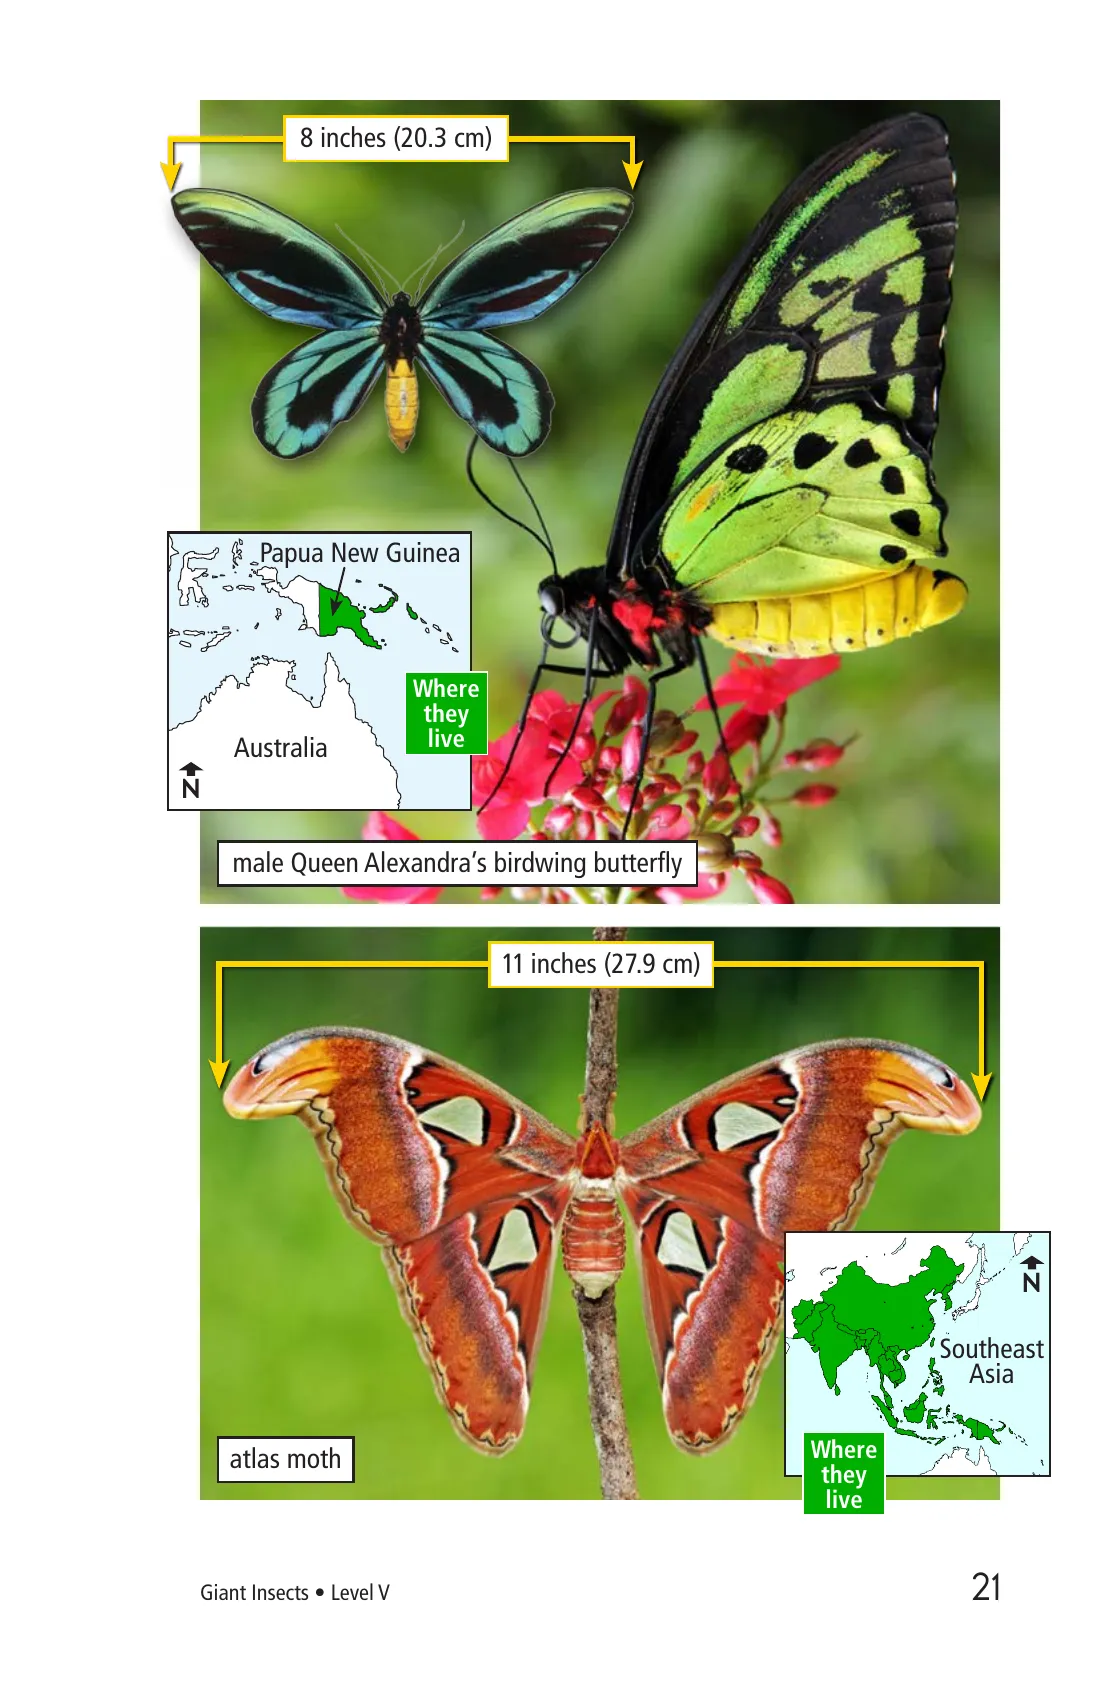 8 inches (20.3 cm)
Papua New Guinea
Where
they
live
Australia
N
male Queen Alexandra’s birdwing butterfly
11 inches (27.9 cm)
N
Southeast
Asia
Where
they
live
atlas moth
Giant Insects • Level V
21